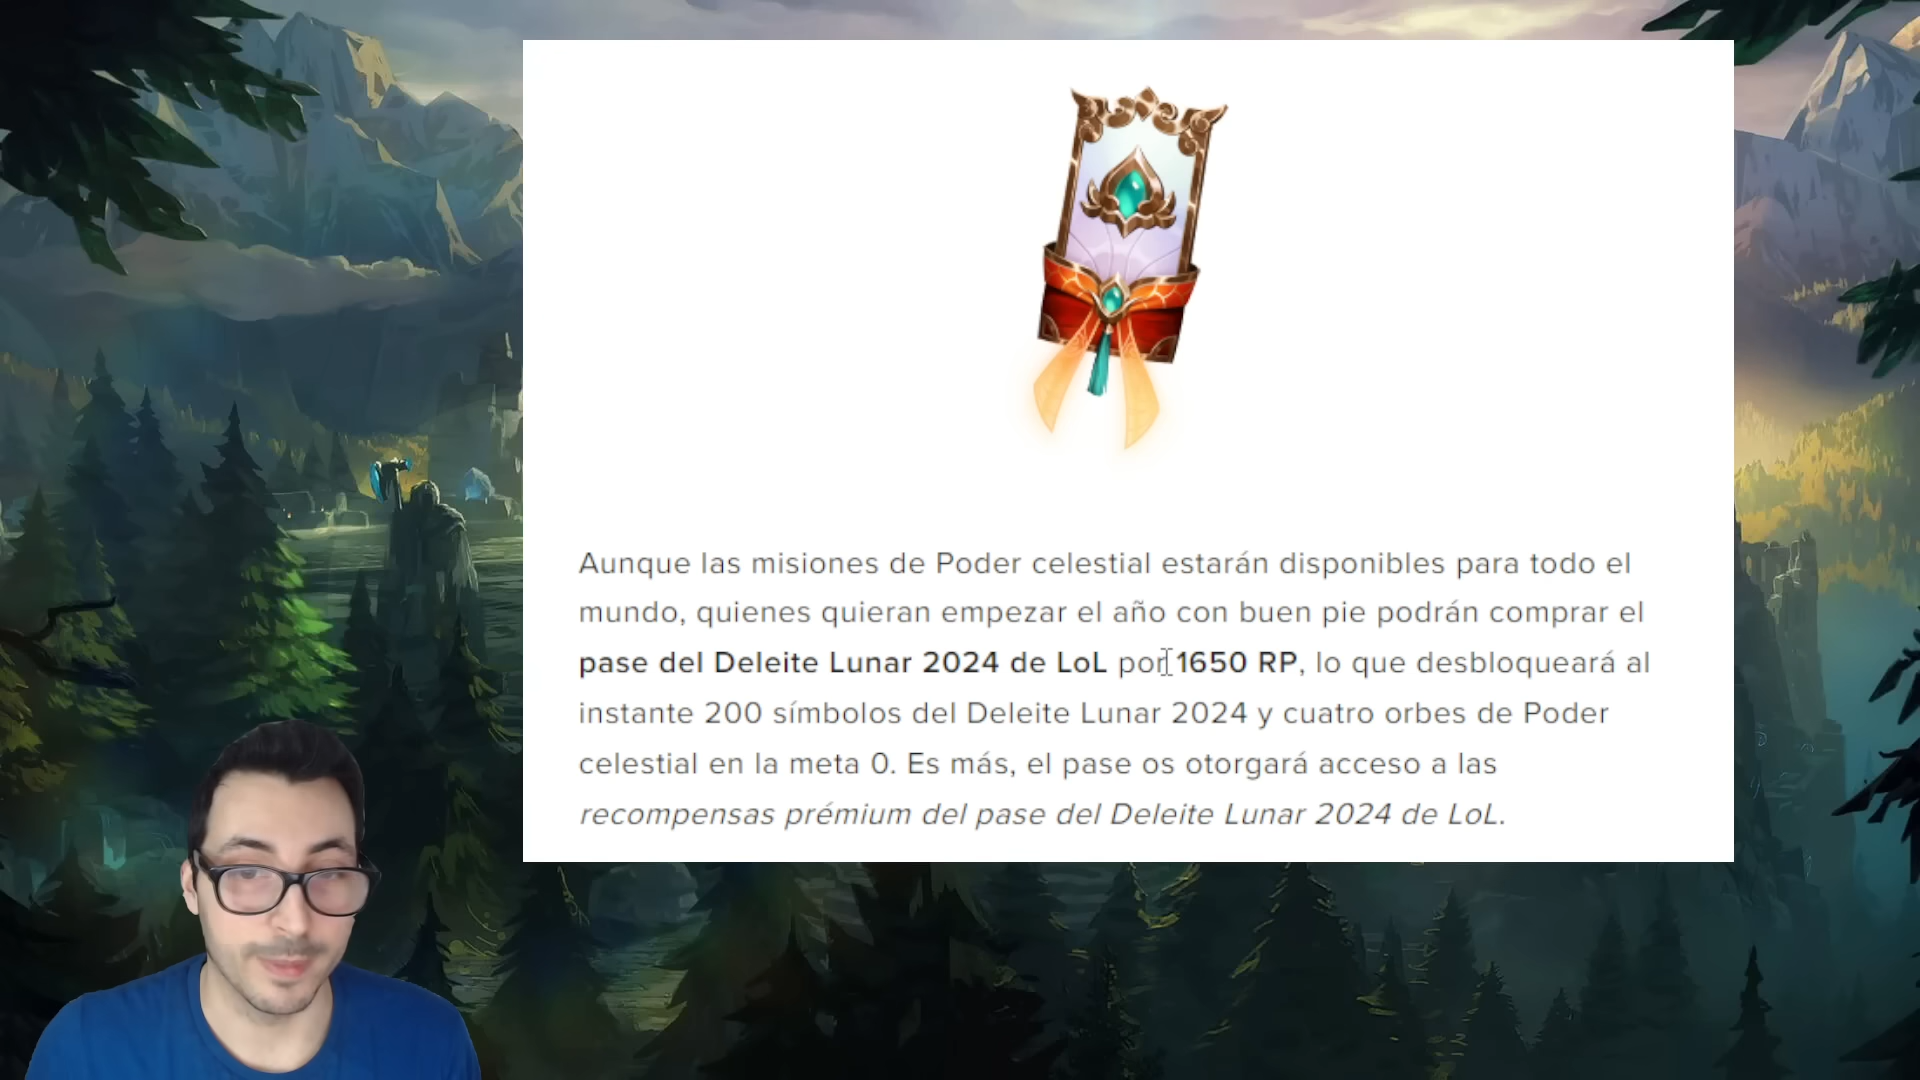 Aunque las misiones de Poder celestial estarán disponibles para todo el
mundo, quienes quieran empezar el año con buen pie podrán comprar el
pase del Deleite Lunar 2024 de LoL por 1650 RP, lo que desbloqueará al
instante 200 símbolos del Deleite Lunar 2024 y cuatro orbes de Poder
celestial en la meta 0. Es más, el pase os otorgará acceso a las
recompensas prémium del pase del Deleite Lunar 2024 de LoL.